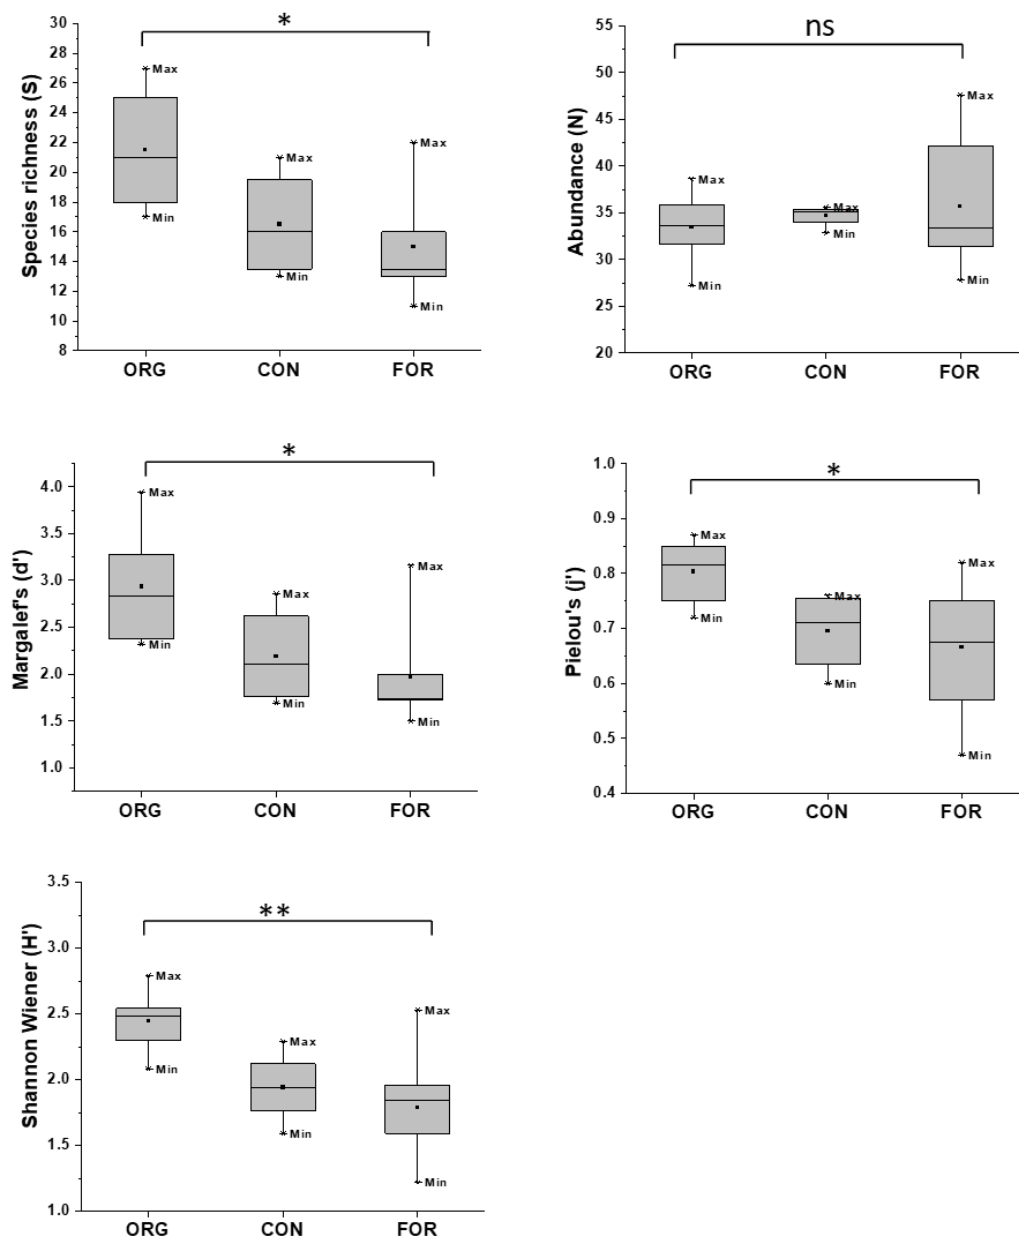 Species richness (S)
30
28
26
24
22
20
18
16
14
12
10
8
*
Max
Min
Max
Min
Max
Min
ORG CON FOR
Abundance (N)
55
50
45
40
35
30
25
20
ns
Max
Min
Max
Min
Max
Min
ORG CON FOR
Margalef's (d')
4.0
3.5
3.0
2.5
2.0
1.5
1.0
*
Max
Min
Max
Min
Max
Min
ORG CON FOR
Pielou's (j')
1.0
0.9
0.8
0.7
0.6
0.5
0.4
*
Max
Min
Max
Min
Max
Min
ORG CON FOR
Shannon Wiener (H')
3.5
3.0
2.5
2.0
1.5
1.0
**
Max
Min
Max
Min
Max
Min
ORG CON FOR